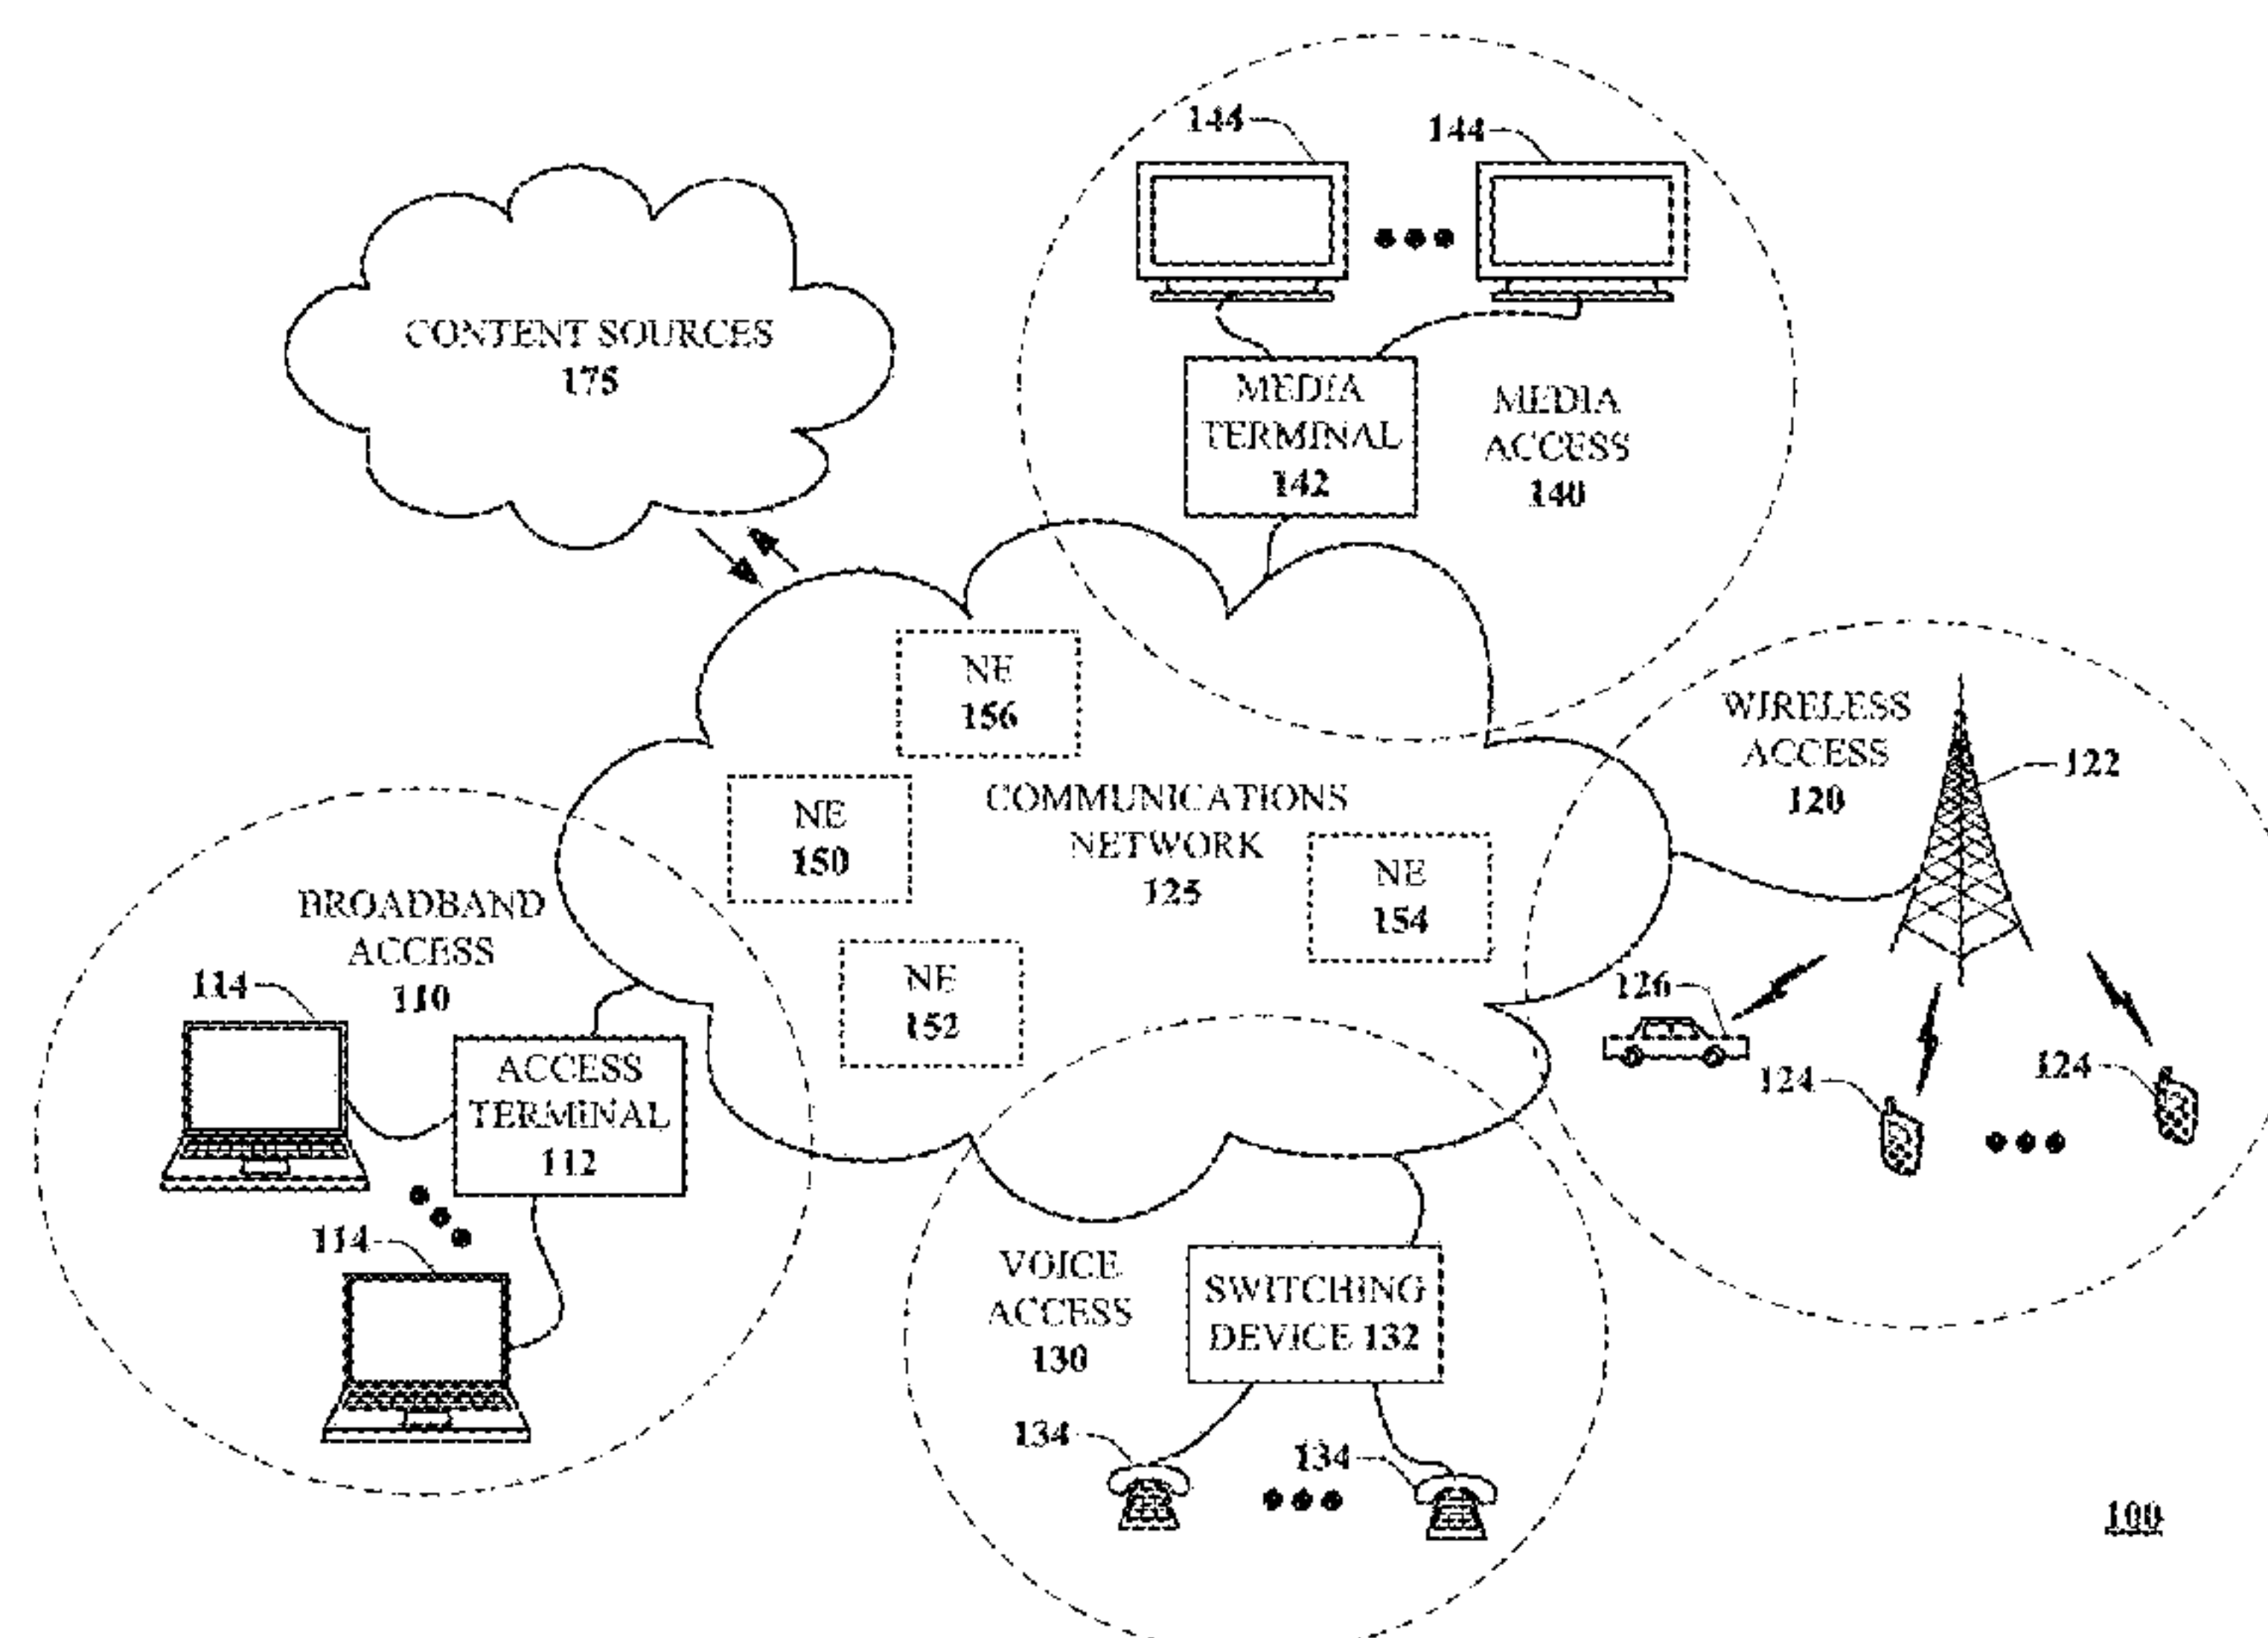 144
144
CONTENT SOURCES
175
MEDIA
TERMINAL
142
MEDIA
ACCESS
140
NE
156
WIRELESS
ACCESS
120
122
NE
150
COMMUNICATIONS
NETWORK
125
NE
154
BROADBAND
ACCESS
110
114
NE
152
126
124
124
ACCESS
TERMINAL
112
114
VOICE
ACCESS
130
SWITCHING
DEVICE 132
134
134
100